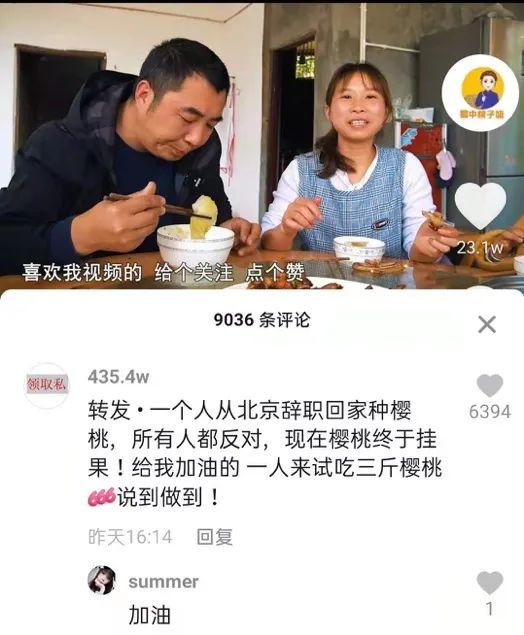 蜀中桃子姐
23.1w
喜欢我视频的 给个关注 点个赞
9036 条评论
领取私
435.4w
6394
转发·一个人从北京辞职回家种樱
桃，所有人都反对，现在樱桃终于挂
果！给我加油的 一人来试吃三斤樱桃
666说到做到！
昨天16:14 回复
summer
1
加油